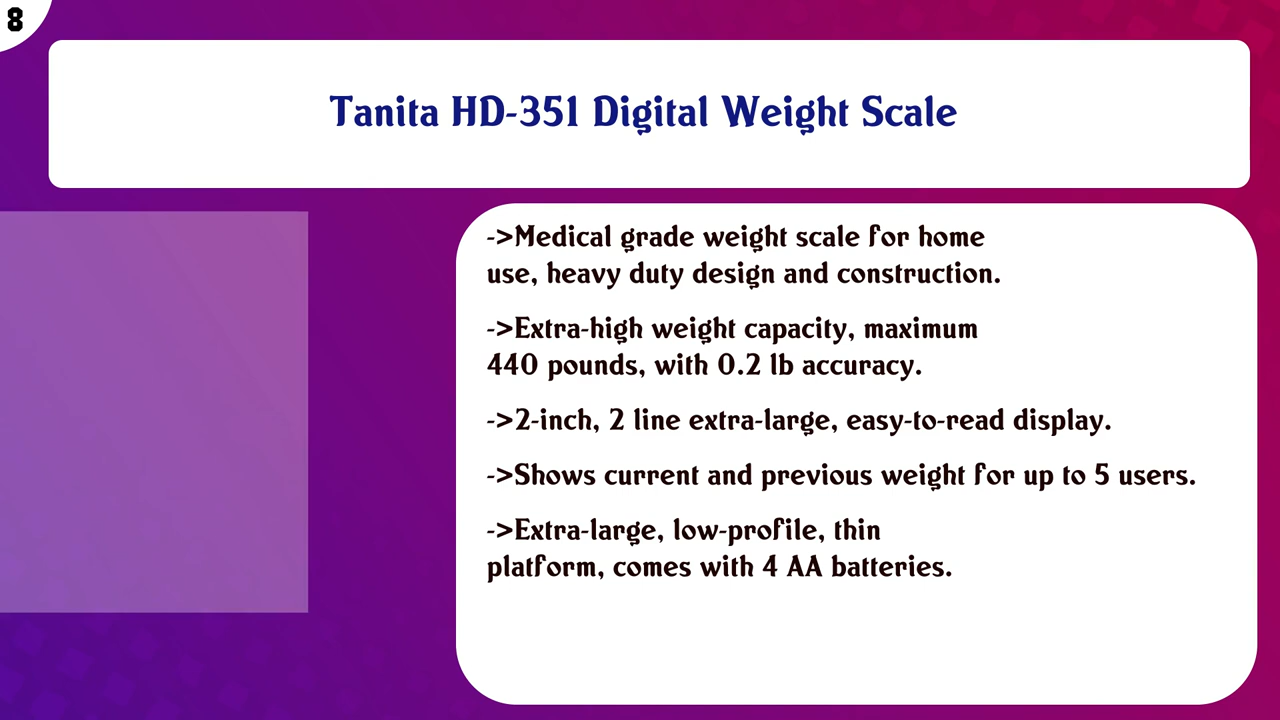 8
Tanita HD-351 Digital Weight Scale
->Medical grade weight scale for home
use, heavy duty design and construction.
->Extra-high weight capacity, maximum
440 pounds, with 0.2 lb accuracy.
->2-inch, 2 line extra-large, easy-to-read display.
->Shows current and previous weight for up to 5 users.
->Extra-large, low-profile, thin
platform, comes with 4 AA batteries.